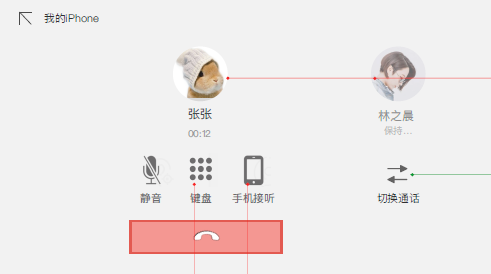 我的iPhone
张张
林之晨
00:12
保持...
静音 键盘 手机接听 切换通话